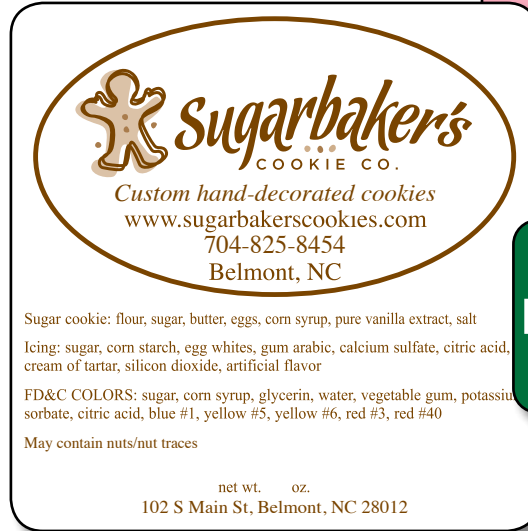 Sugarbaker's
COOKIE CO.
Custom hand-decorated cookies
www.sugarbakerscookies.com
704-825-8454
Belmont, NC
Sugar cookie: flour, sugar, butter, eggs, corn syrup, pure vanilla extract, salt
Icing: sugar, corn starch, egg whites, gum arabic, calcium sulfate, citric acid,
cream of tartar, silicon dioxide, artificial flavor
FD&C COLORS: sugar, corn syrup, glycerin, water, vegetable gum, potassiu
sorbate, citric acid, blue #1, yellow #5, yellow #6, red #3, red #40
May contain nuts/nut traces
net wt. oz.
102 S Main St, Belmont, NC 28012